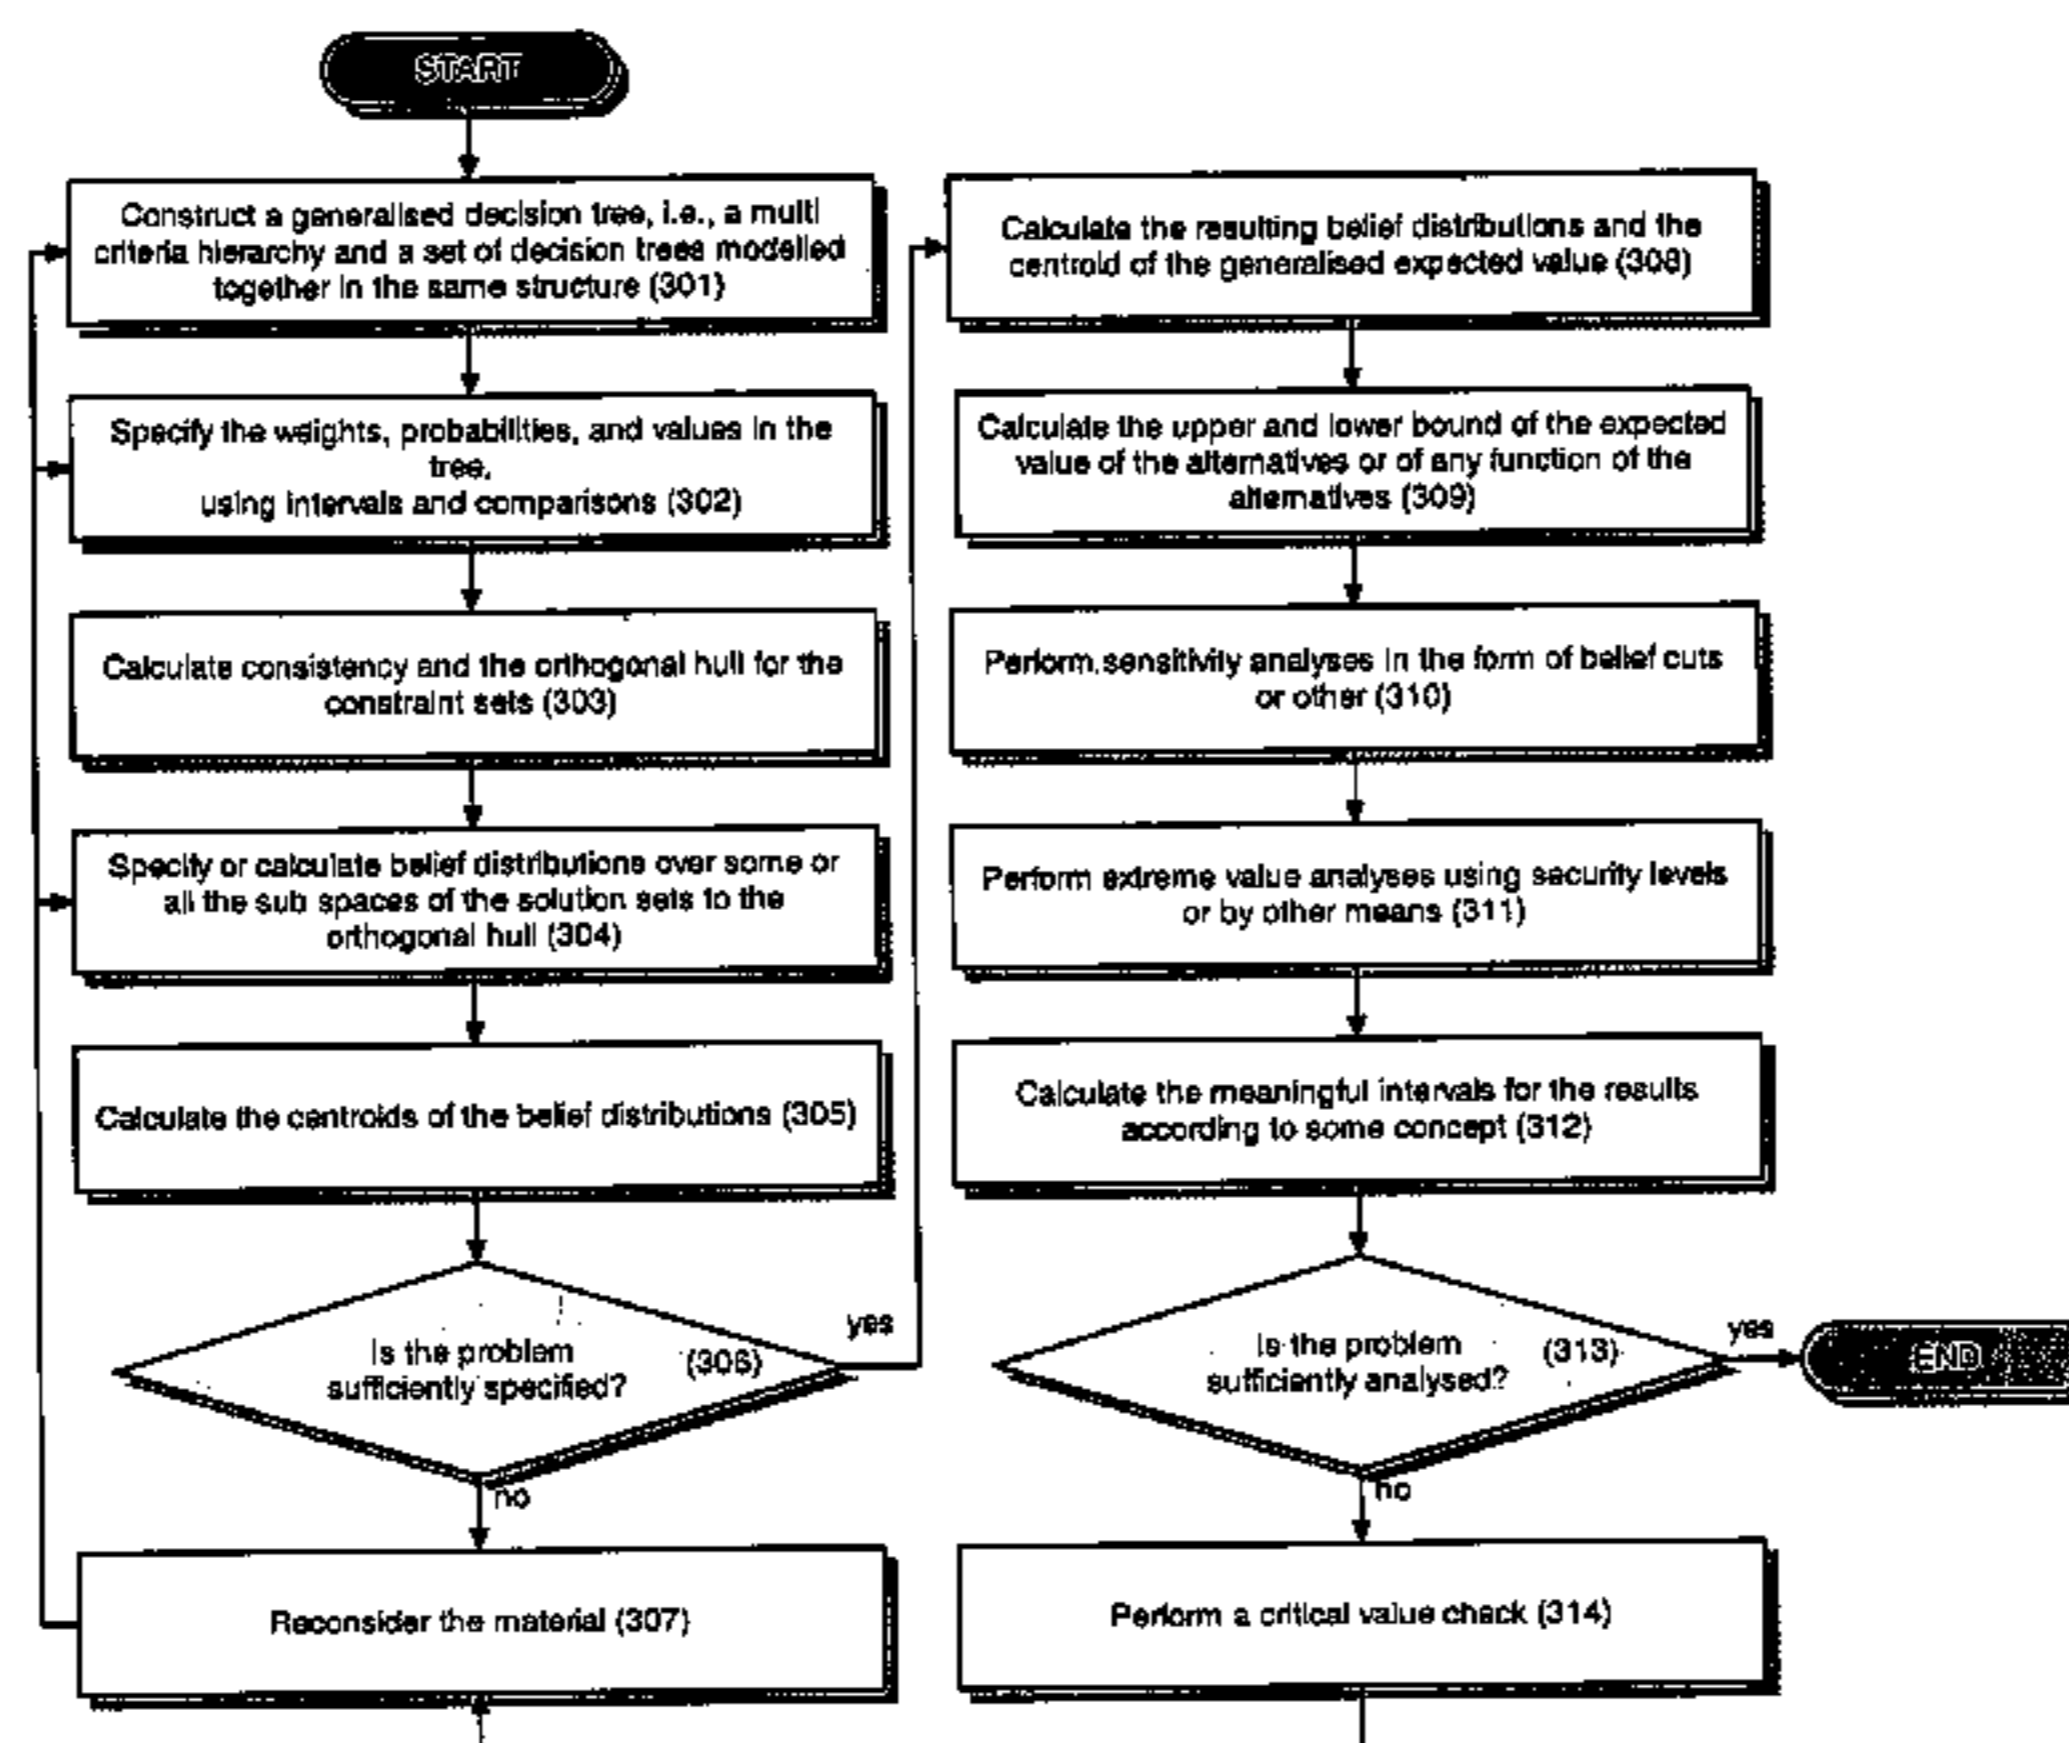 START
Construct a generalised decision tree, i.e., a multi
criteria hierarchy and a set of decision trees modelled
together in the same structure (301)
Specify the weights, probabilities, and values in the
tree,
using intervals and comparisons (302)
Calculate consistency and the orthogonal hull for the
constraint sets (303)
Specify or calculate belief distributions over some or
all the sub spaces of the solution sets to the
orthogonal hull (304)
Calculate the centroids of the belief distributions (305)
Is the problem
sufficiently specified?
(306)
yes
no
Reconsider the material (307)
Calculate the resulting belief distributions and the
centroid of the generalised expected value (308)
Calculate the upper and lower bound of the expected
value of the alternatives or of any function of the
alternatives (309)
Perform sensitivity analyses in the form of belief cuts
or other (310)
Perform extreme value analyses using security levels
or by other means (311)
Calculate the meaningful intervals for the results
according to some concept (312)
Is the problem
sufficiently analysed?
(313)
yes
END
no
Perform a critical value check (314)